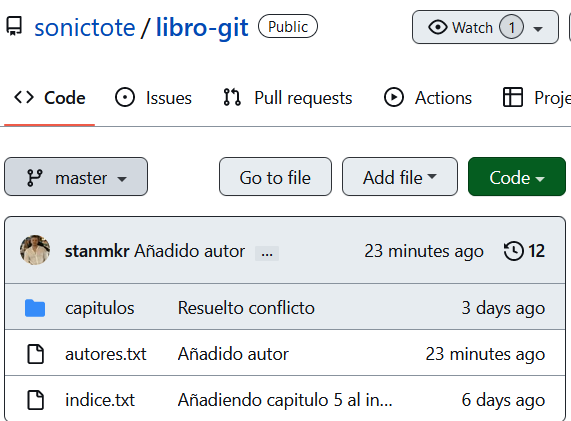 sonictote / libro-git Public Watch 1
Code Issues Pull requests Actions Proje
master Go to file Add file Code
stanmkr Añadido autor ... 23 minutes ago 12
capitulos Resuelto conflicto 3 days ago
autores.txt Añadido autor 23 minutes ago
indice.txt Añadiendo capitulo 5 al in... 6 days ago